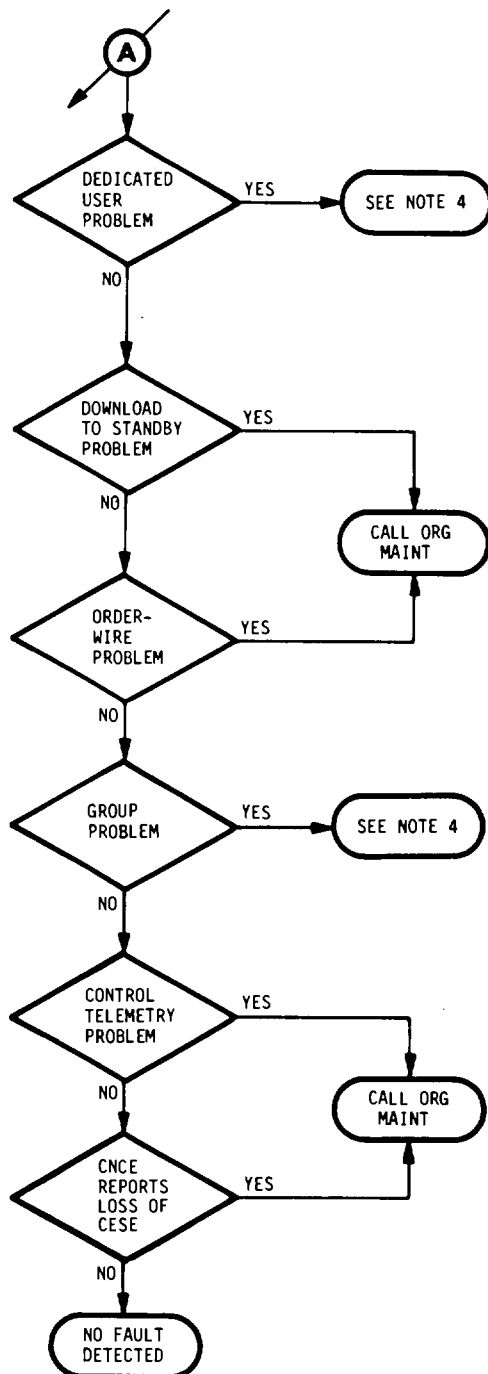 A
DEDICATED
USER
PROBLEM
YES
SEE NOTE 4
NO
DOWNLOAD
TO STANDBY
PROBLEM
YES
NO
CALL ORG
MAINT
ORDER-
WIRE
PROBLEM
YES
NO
GROUP
PROBLEM
YES
SEE NOTE 4
NO
CONTROL
TELEMETRY
PROBLEM
YES
NO
CALL ORG
MAINT
CNCE
REPORTS
LOSS OF
CESE
YES
NO
NO FAULT
DETECTED